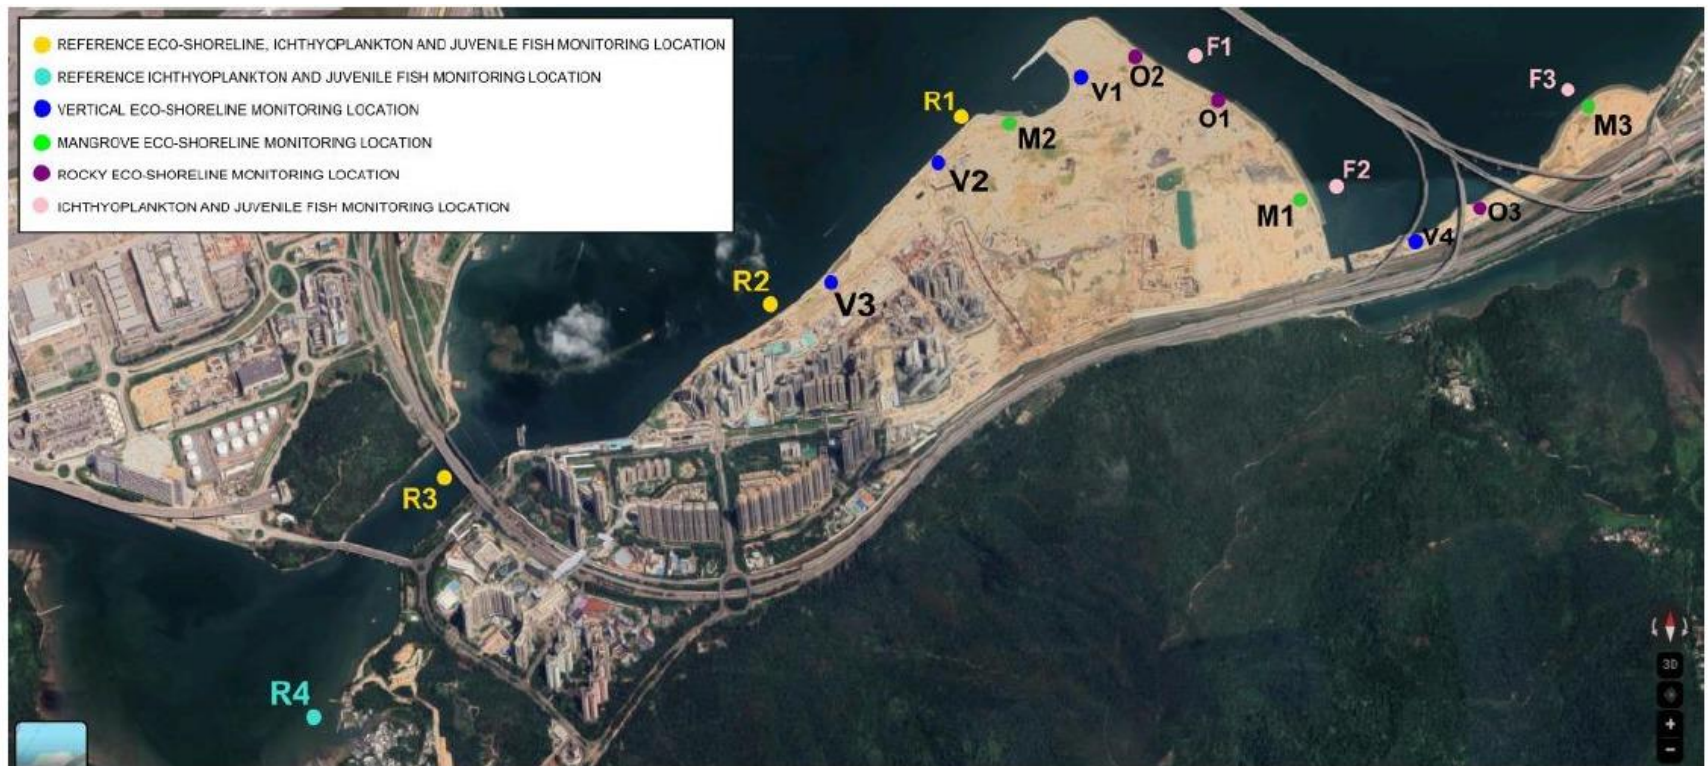 REFERENCE ECO-SHORELINE, ICHTHYOPLANKTON AND JUVENILE FISH MONITORING LOCATION
REFERENCE ICHTHYOPLANKTON AND JUVENILE FISH MONITORING LOCATION
VERTICAL ECO-SHORELINE MONITORING LOCATION
MANGROVE ECO-SHORELINE MONITORING LOCATION
ROCKY ECO-SHORELINE MONITORING LOCATION
ICHTHYOPLANKTON AND JUVENILE FISH MONITORING LOCATION
F1
O2
F3
V1
R1
O1
M3
M2
F2
V2
M1
O3
V4
R2
V3
R3
R4
3D
+
−